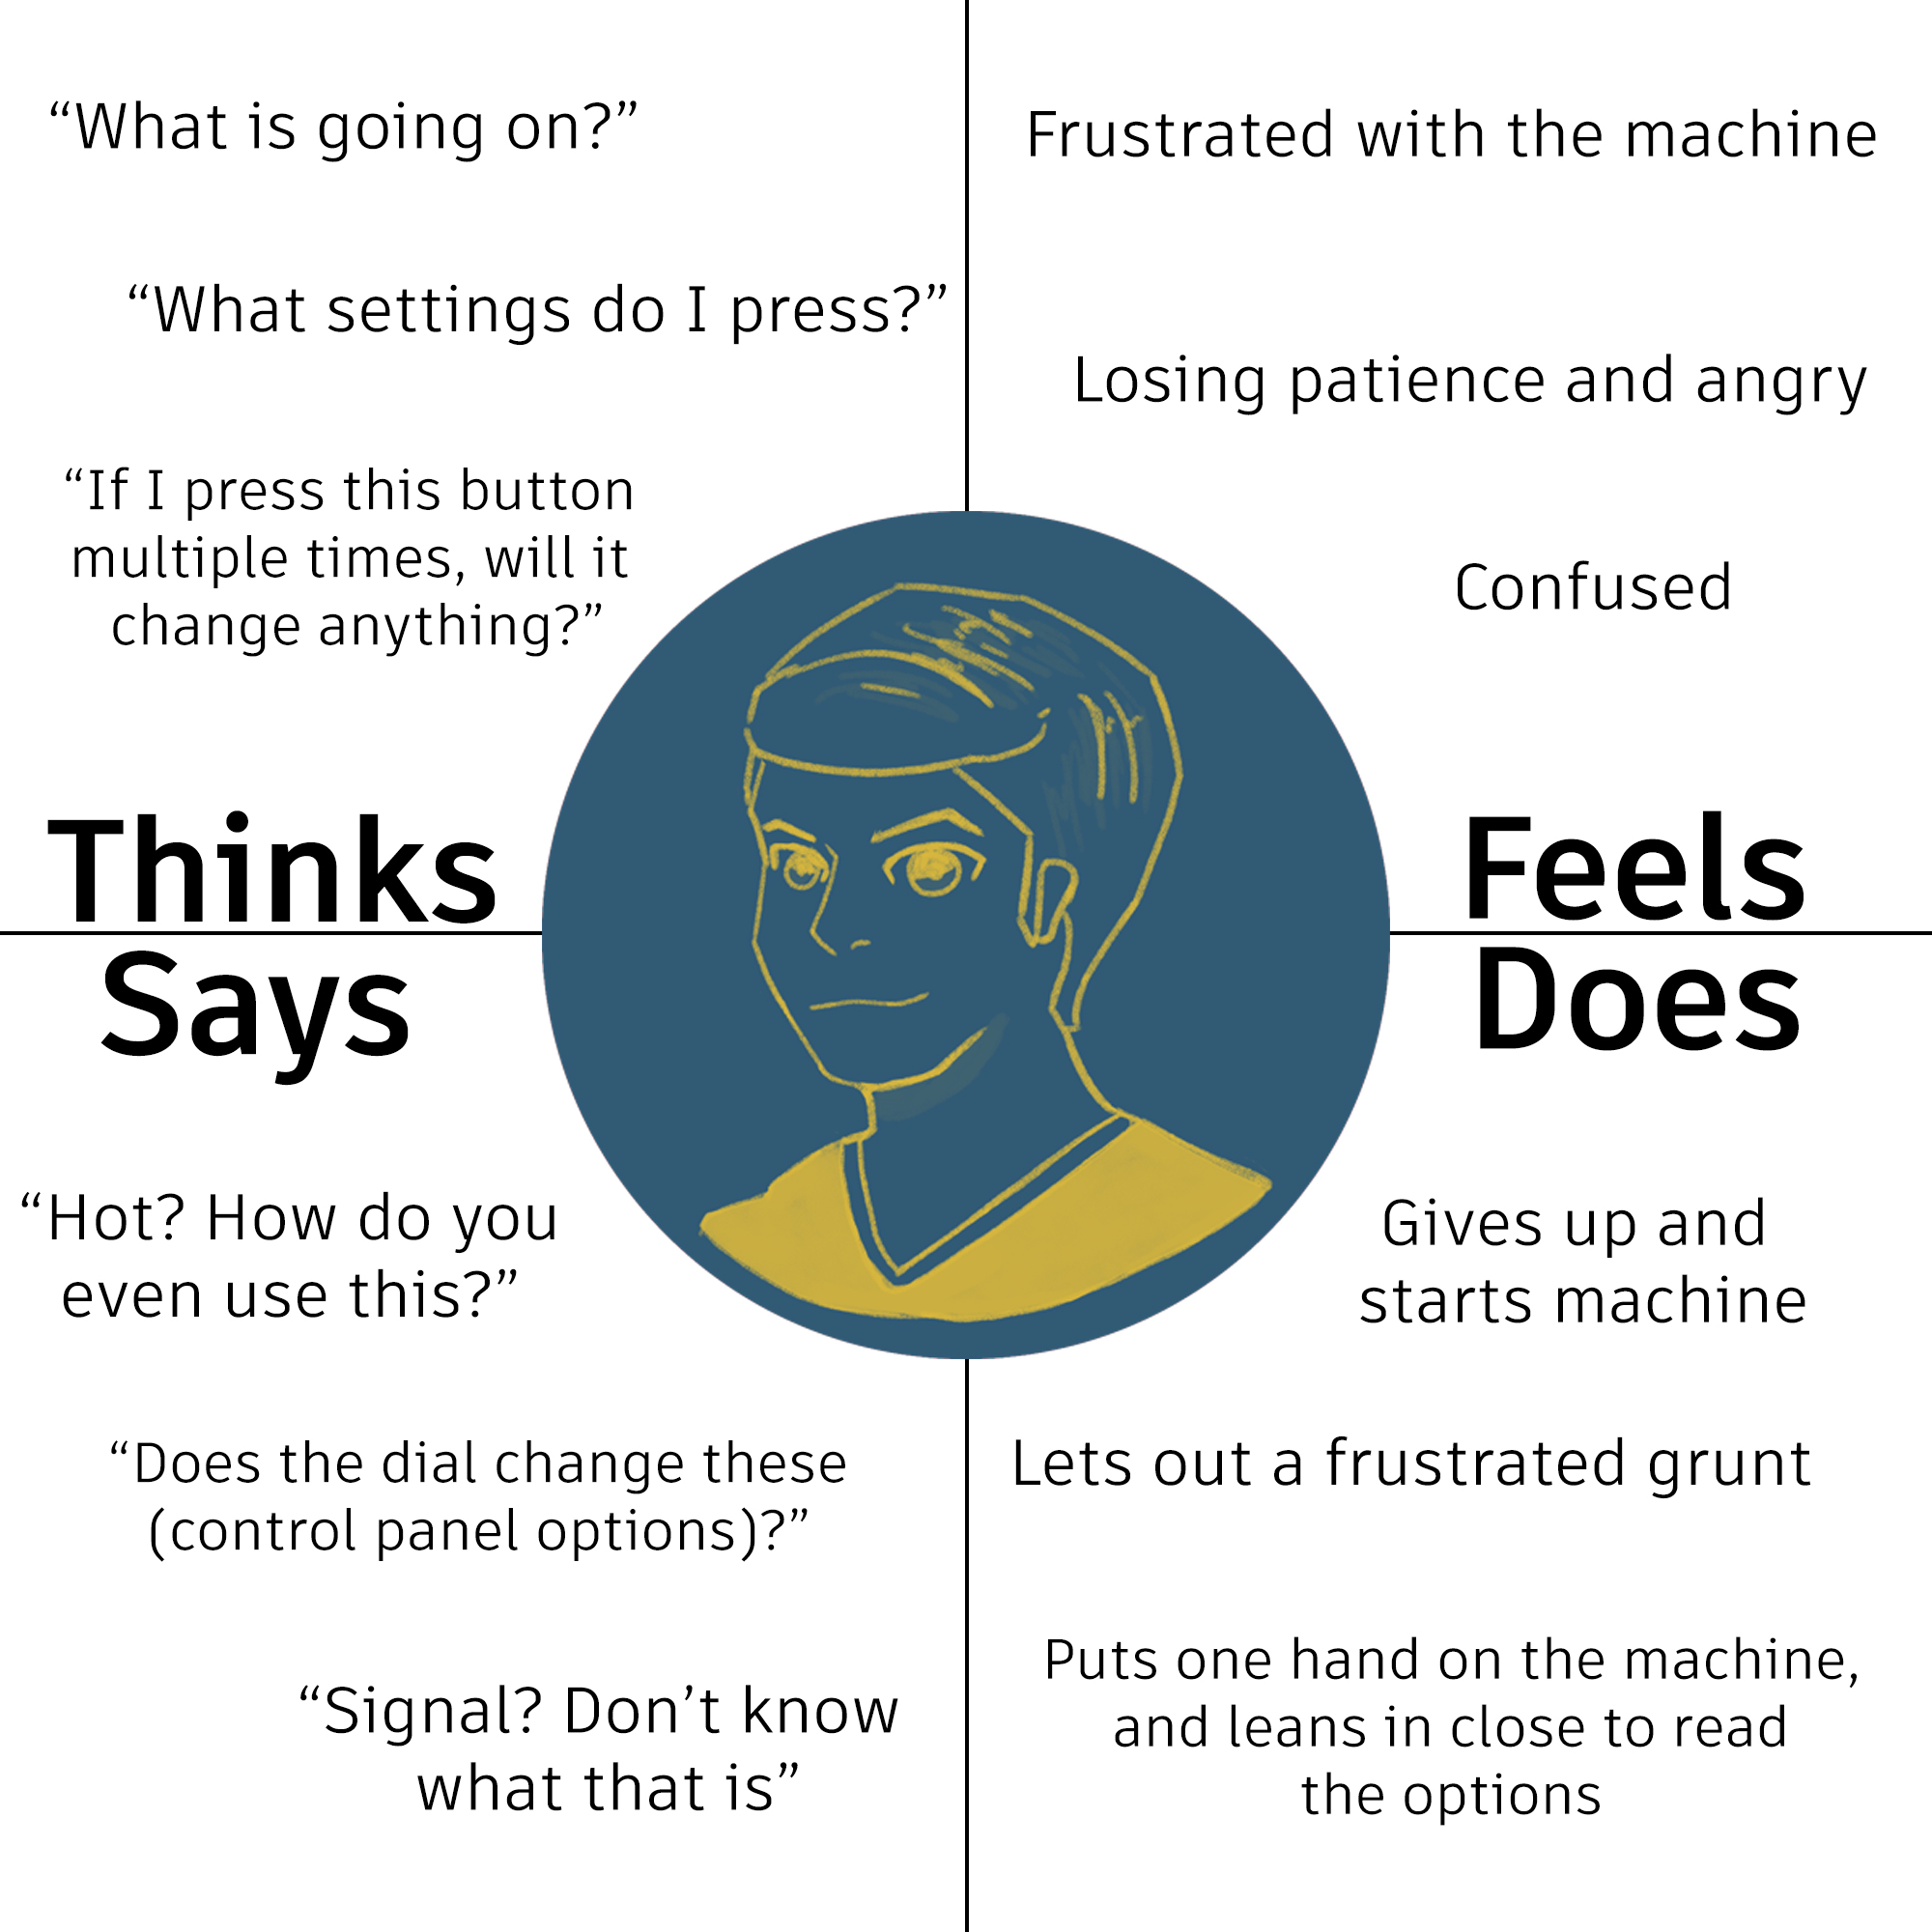 “What is going on?”
“What settings do I press?”
“If I press this button
multiple times, will it
change anything?”
Thinks
Frustrated with the machine
Losing patience and angry
Confused
Feels
Says
“Hot? How do you
even use this?”
“Does the dial change these
(control panel options)?”
“Signal? Don’t know
what that is”
Does
Gives up and
starts machine
Lets out a frustrated grunt
Puts one hand on the machine,
and leans in close to read
the options